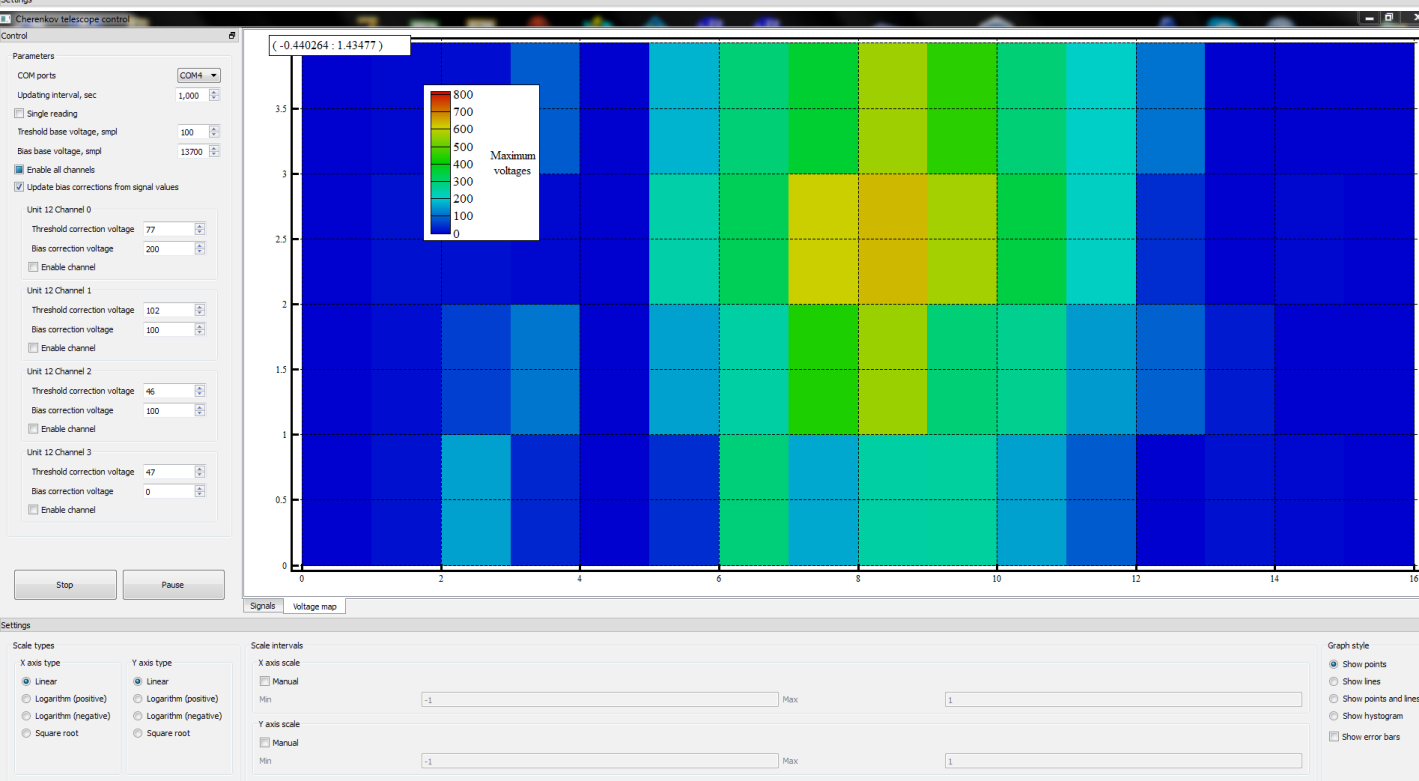 Settings
Cherenkov telescope control
Control
Parameters
COM ports COM4
Updating interval, sec 1,000
Single reading
Treshold base voltage, smpl 100
Bias base voltage, smpl 13700
Enable all channels
Update bias corrections from signal values
Unit 12 Channel 0
Threshold correction voltage 77
Bias correction voltage 200
Enable channel
Unit 12 Channel 1
Threshold correction voltage 102
Bias correction voltage 100
Enable channel
Unit 12 Channel 2
Threshold correction voltage 46
Bias correction voltage 100
Enable channel
Unit 12 Channel 3
Threshold correction voltage 47
Bias correction voltage 0
Enable channel
Stop Pause
( -0.440264 : 1.43477 )
800
700
600
500
400
300
200
100
0
Maximum
voltages
3.5
3
2.5
2
1.5
1
0.5
0
0 2 4 6 8 10 12 14 16
Signals Voltage map
Settings
Scale types
X axis type
Linear
Logarithm (positive)
Logarithm (negative)
Square root
Y axis type
Linear
Logarithm (positive)
Logarithm (negative)
Square root
Scale intervals
X axis scale
Manual
Min -1 Max 1
Y axis scale
Manual
Min -1 Max 1
Graph style
Show points
Show lines
Show points and lines
Show hystogram
Show error bars